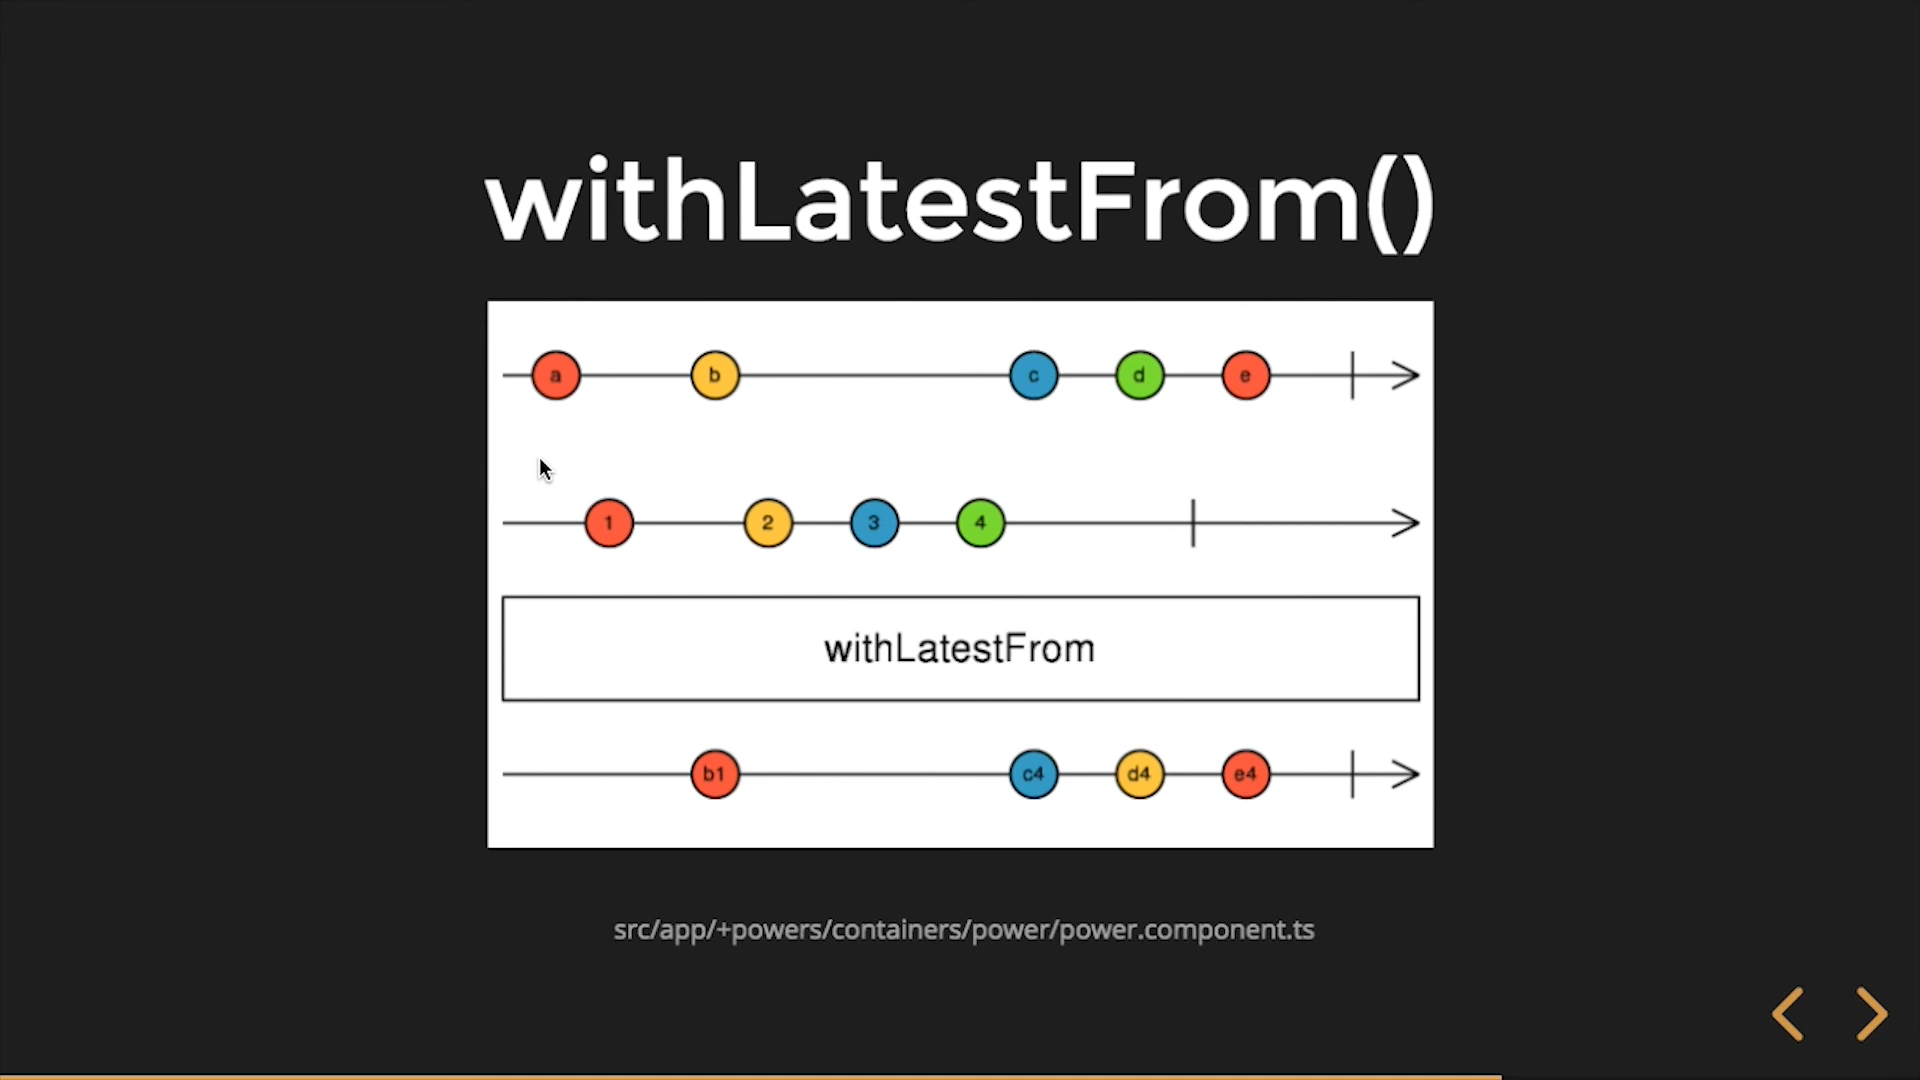 withLatestFrom()
a b c d e
1 2 3 4
withLatestFrom
b1 c4 d4 e4
src/app/+powers/containers/power/power.component.ts